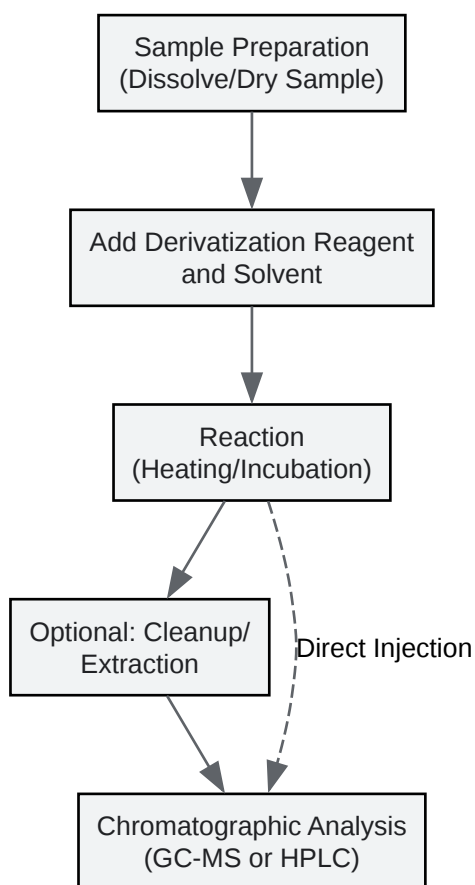 Sample Preparation
(Dissolve/Dry Sample)
Add Derivatization Reagent
and Solvent
Reaction
(Heating/Incubation)
Optional: Cleanup/
Extraction
Direct Injection
Chromatographic Analysis
(GC-MS or HPLC)